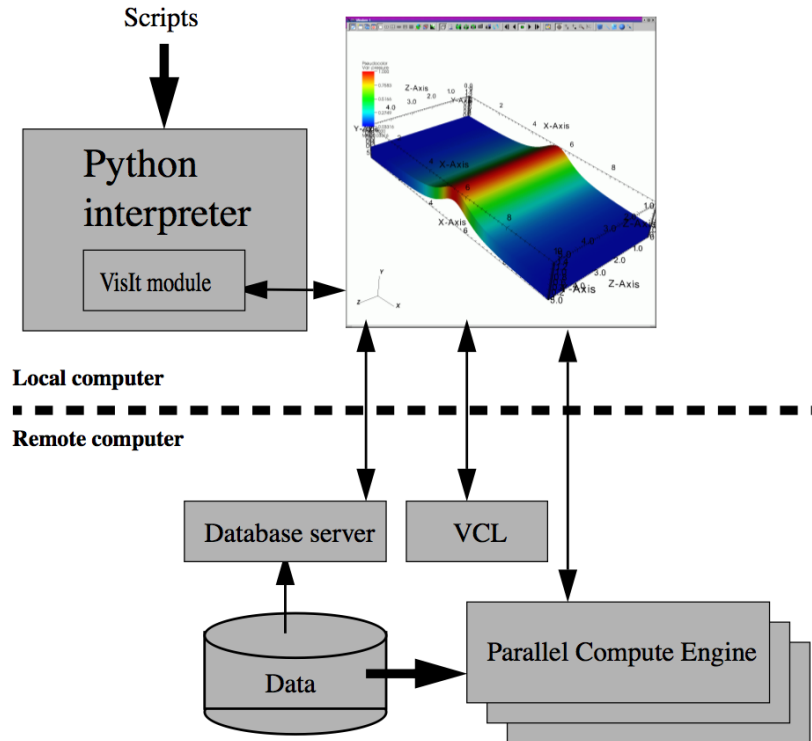 Scripts
Python
interpreter
VisIt module
Pseudocolor
Z-Axis
X-Axis
X-Axis
X-Axis
Z-Axis
Z-Axis
Y
Z
X
Local computer
Remote computer
Database server
VCL
Data
Parallel Compute Engine